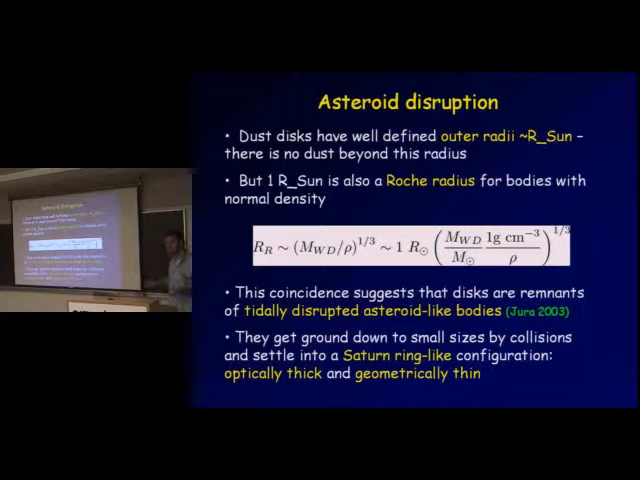 Asteroid disruption
• Dust disks have well defined outer radii ~R_Sun –
there is no dust beyond this radius
• But 1 R_Sun is also a Roche radius for bodies with
normal density
R_R ∼ (M_WD/ρ)^1/3 ∼ 1 R_⊙ (M_WD/M_⊙ 1g cm^−3/ρ)^1/3
• This coincidence suggests that disks are remnants
of tidally disrupted asteroid-like bodies (Jura 2003)
• They get ground down to small sizes by collisions
and settle into a Saturn ring-like configuration:
optically thick and geometrically thin